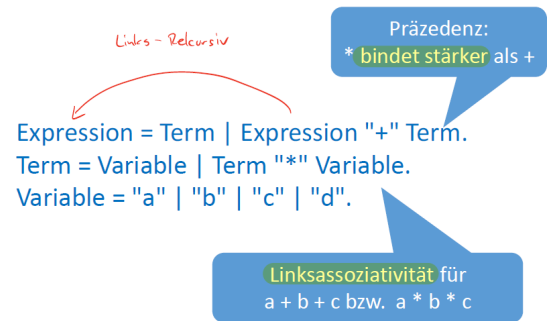 Präzedenz:
* bindet stärker als +
Links - Rekursiv
Expression = Term | Expression "+" Term.
Term = Variable | Term "*" Variable.
Variable = "a" | "b" | "c" | "d".
Linksassoziativität für
a + b + c bzw. a * b * c